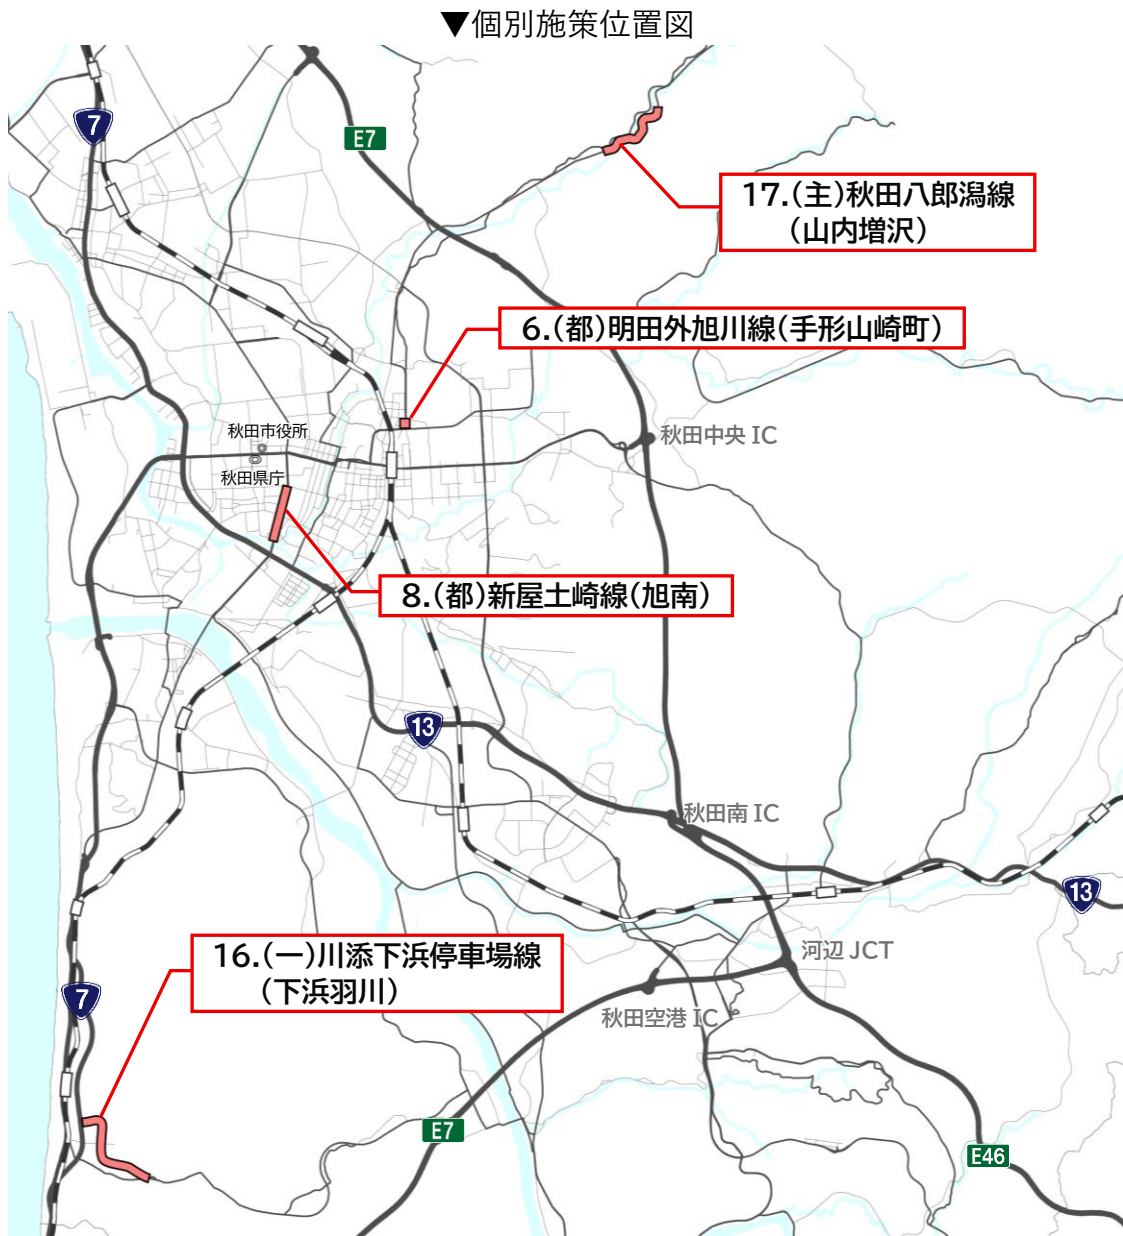 ▼個別施策位置図
7
E7
17.(主)秋田八郎潟線
(山内増沢)
6.(都)明田外旭川線(手形山崎町)
秋田市役所
秋田中央 IC
秋田県庁
8.(都)新屋土崎線(旭南)
13
秋田南 IC
13
16.(一)川添下浜停車場線
(下浜羽川)
河辺 JCT
7
秋田空港 IC
E7
E46